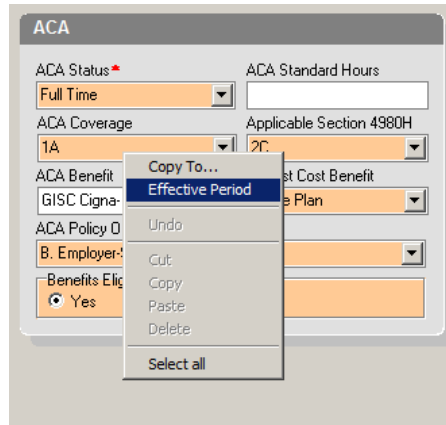 ACA
ACA Status* ACA Standard Hours
Full Time
ACA Coverage Applicable Section 4980H
1A 2C
ACA Benefit st Cost Benefit
GISC Cigna- e Plan
ACA Policy O
B. Employer-
Benefits Elig
Yes
Copy To...
Effective Period
Undo
Cut
Copy
Paste
Delete
Select all